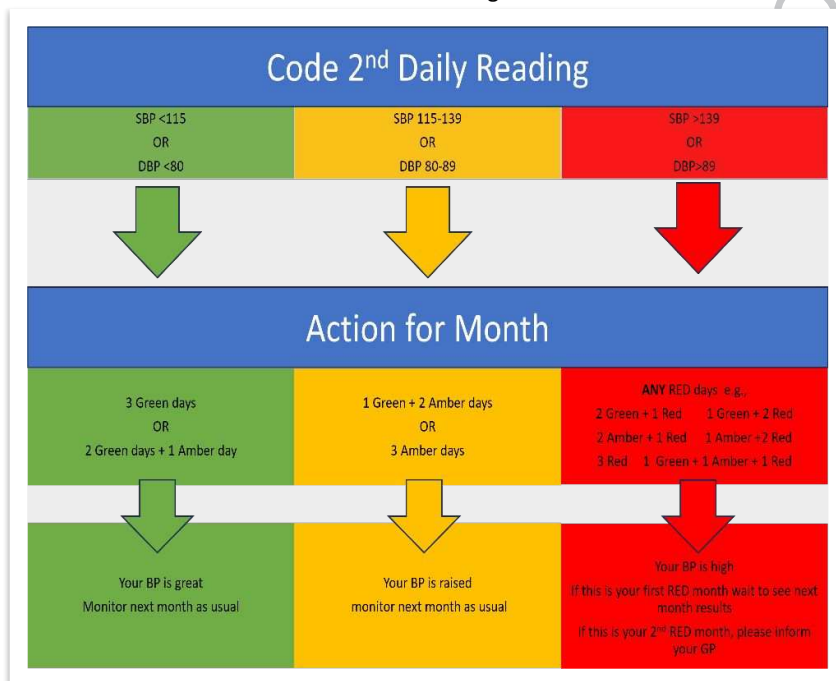 Code 2nd Daily Reading
SBP <115
OR
DBP <80
SBP 115-139
OR
DBP 80-89
SBP >139
OR
DBP>89
Action for Month
3 Green days
OR
2 Green days + 1 Amber day
1 Green + 2 Amber days
OR
3 Amber days
ANY RED days e.g.,
2 Green + 1 Red 1 Green + 2 Red
2 Amber + 1 Red 1 Amber +2 Red
3 Red 1 Green + 1 Amber + 1 Red
Your BP is great
Monitor next month as usual
Your BP is raised
monitor next month as usual
Your BP is high
If this is your first RED month wait to see next
month results
If this is your 2nd RED month, please inform
your GP